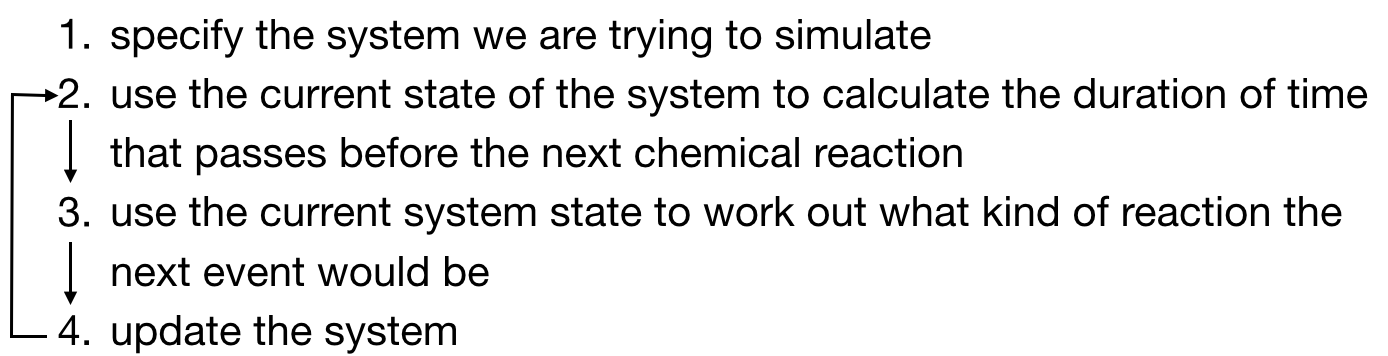 1. specify the system we are trying to simulate
2. use the current state of the system to calculate the duration of time
that passes before the next chemical reaction
3. use the current system state to work out what kind of reaction the
next event would be
4. update the system